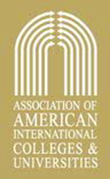 ASSOCIATION OF
AMERICAN
INTERNATIONAL
COLLEGES &
UNIVERSITIES